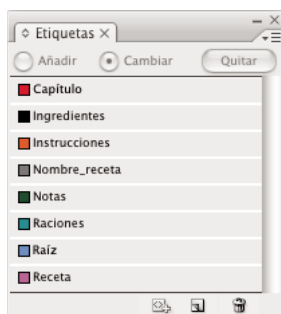 Etiquetas
Añadir Cambiar Quitar
Capítulo
Ingredientes
Instrucciones
Nombre_receta
Notas
Raciones
Raíz
Receta